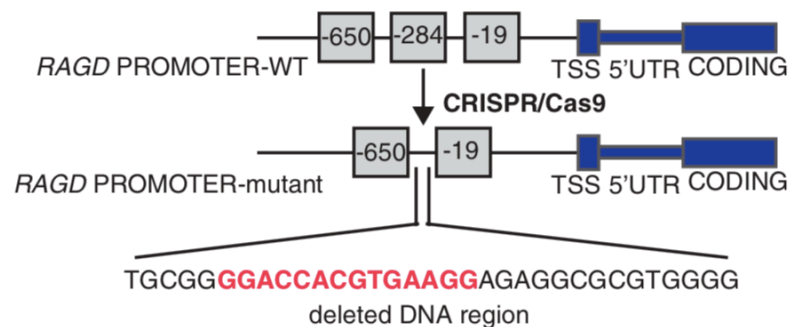 -650 -284 -19
RAGD PROMOTER-WT
TSS 5'UTR CODING
CRISPR/Cas9
-650 -19
RAGD PROMOTER-mutant
TSS 5'UTR CODING
TGCGGGGACCACGTGAAGGAGAGGCGCGTGGGG
deleted DNA region